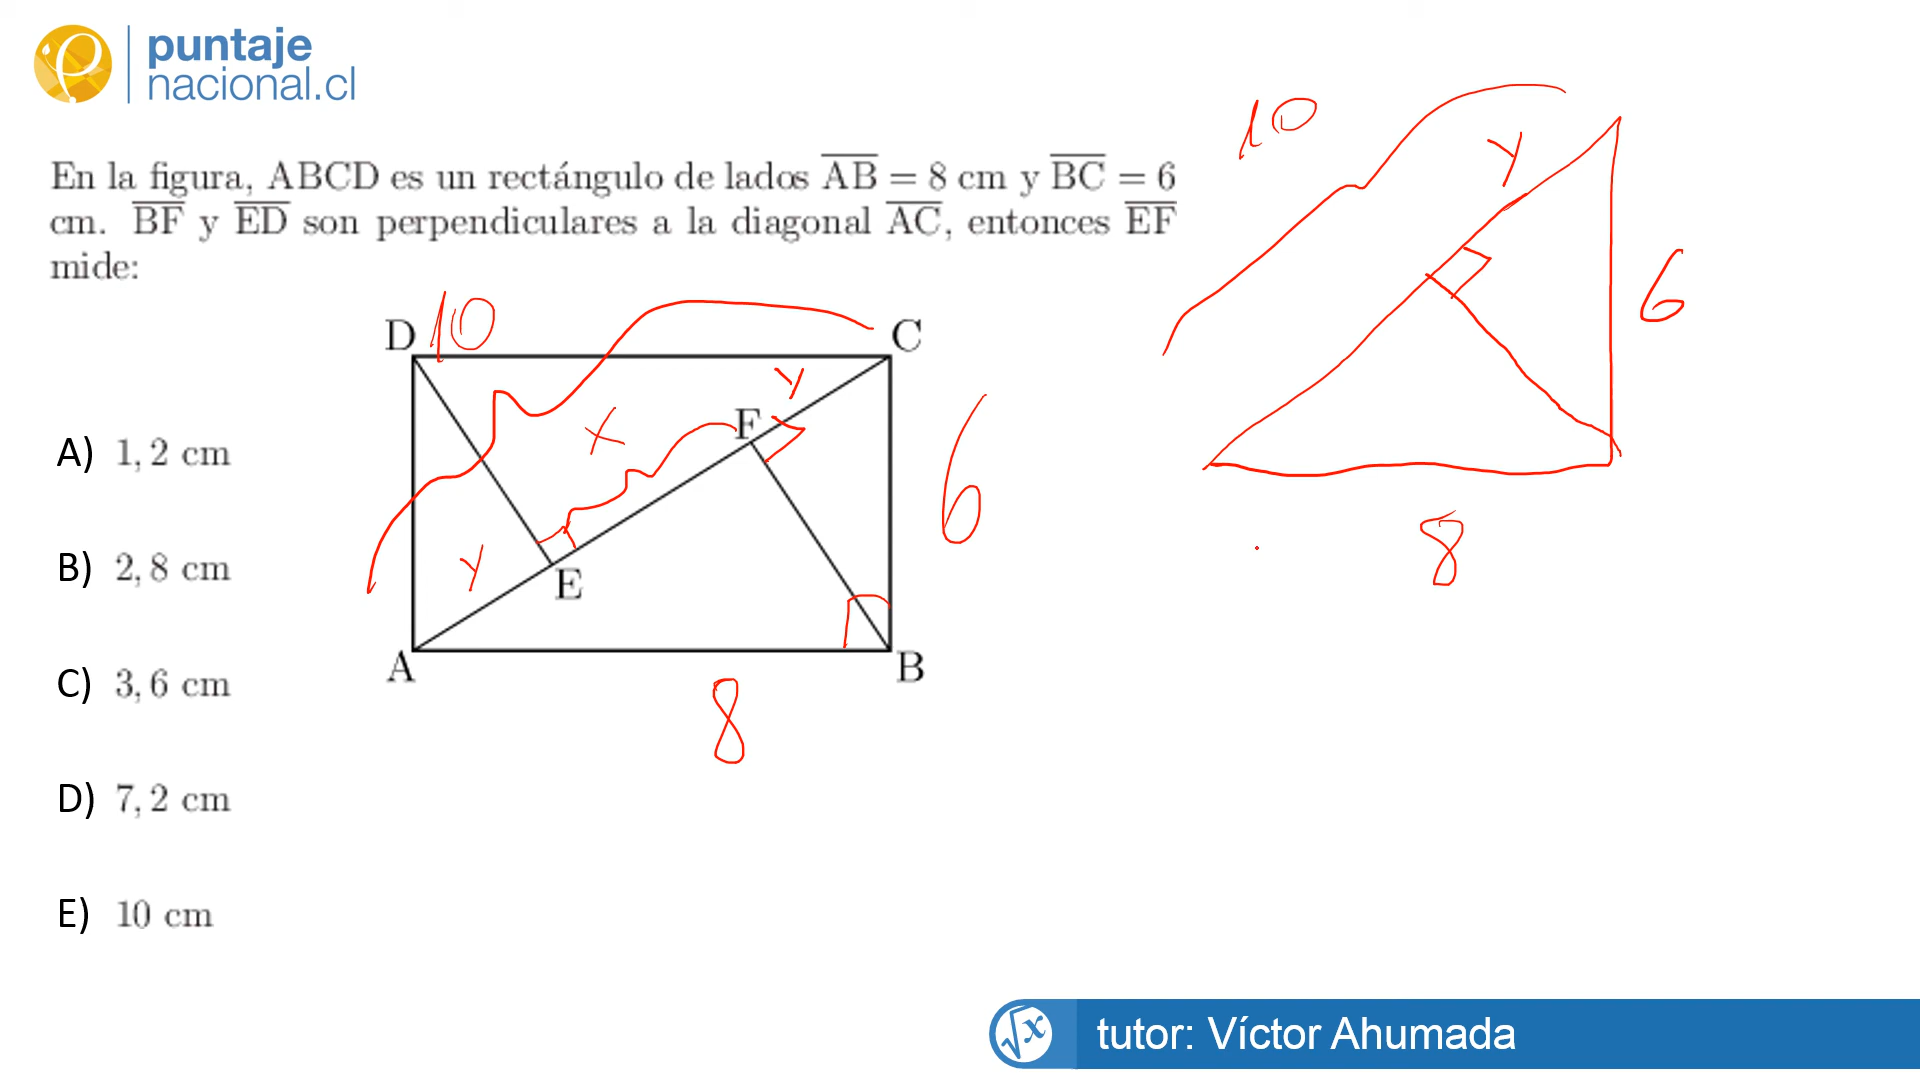 puntaje
nacional.cl
En la figura, ABCD es un rectángulo de lados AB = 8 cm y BC = 6
cm. BF y ED son perpendiculares a la diagonal AC, entonces EF
mide:
A) 1,2 cm
B) 2,8 cm
C) 3,6 cm
D) 7,2 cm
E) 10 cm
D
10
C
y
x
F
6
y
E
A
B
8
10
y
6
8
tutor: Víctor Ahumada